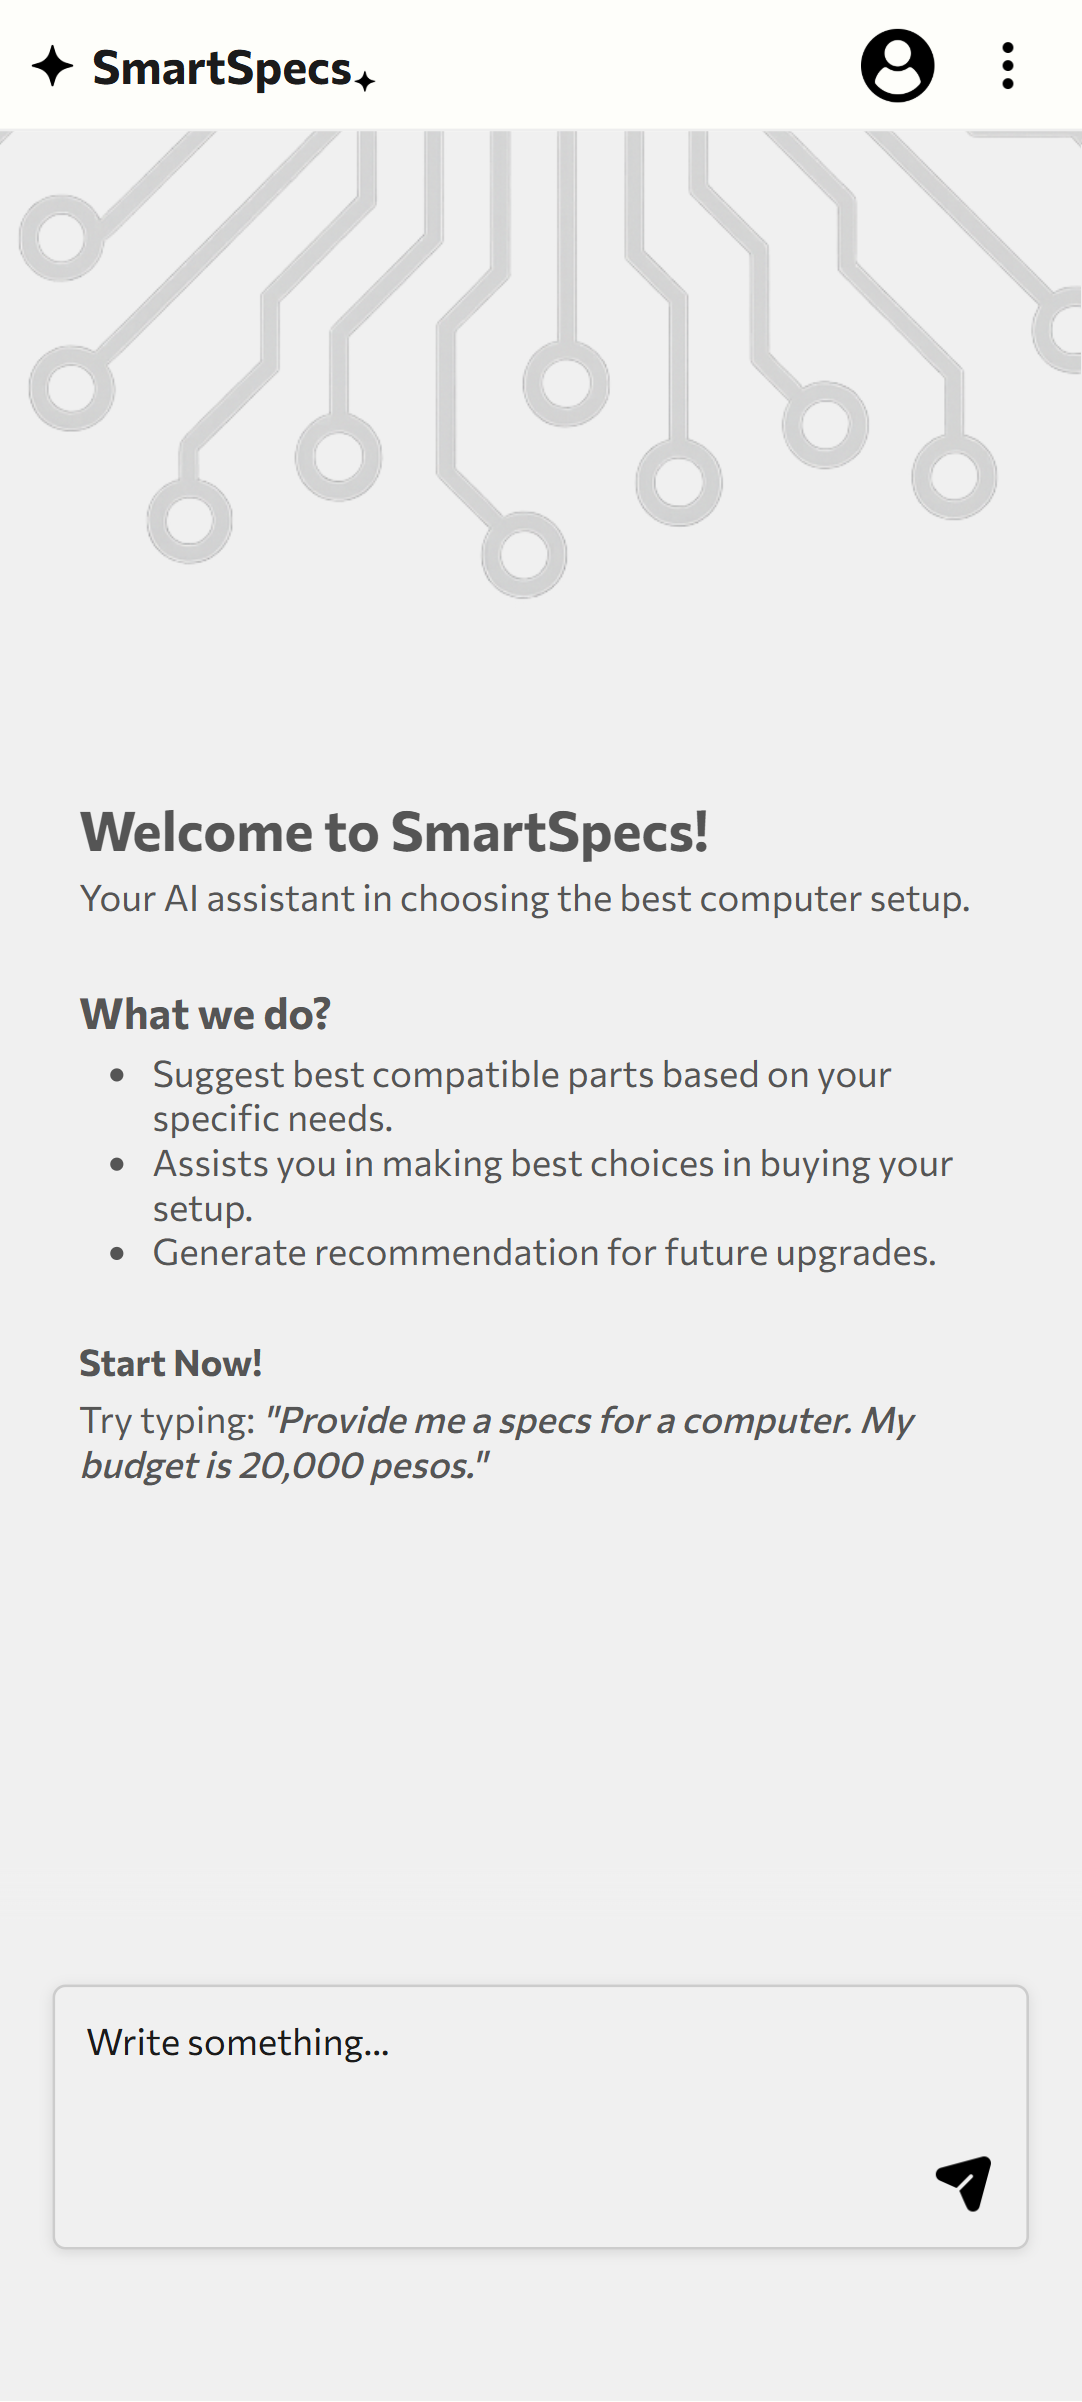 SmartSpecs
Welcome to SmartSpecs!
Your AI assistant in choosing the best computer setup.
What we do?
• Suggest best compatible parts based on your
specific needs.
• Assists you in making best choices in buying your
setup.
• Generate recommendation for future upgrades.
Start Now!
Try typing: "Provide me a specs for a computer. My
budget is 20,000 pesos."
Write something...